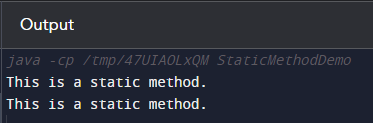 Output
java -cp /tmp/47UIAOLxQM StaticMethodDemo
This is a static method.
This is a static method.